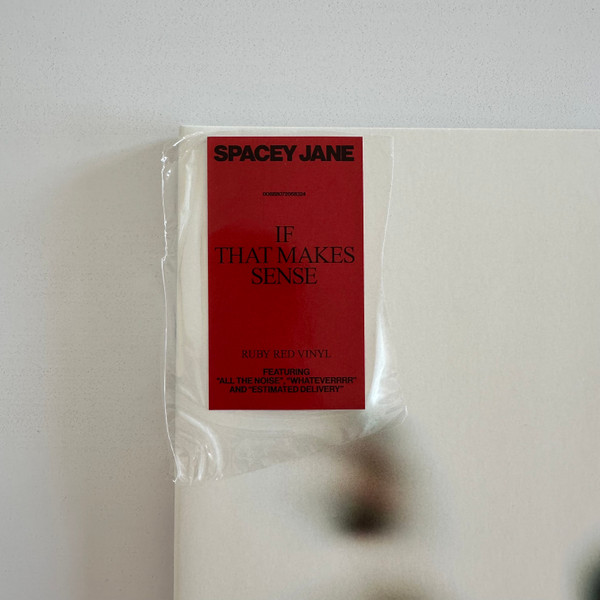 SPACEY JANE
IF
THAT MAKES
SENSE
RUBY RED VINYL
FEATURING
"ALL THE NOISE", "WHATEVERRRR"
AND "ESTIMATED DELIVERY"